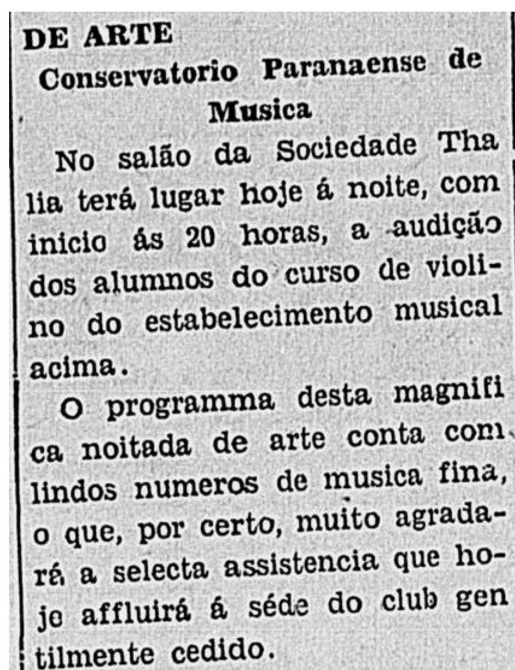 DE ARTE
Conservatorio Paranaense de
Musica
No salão da Sociedade Tha
lia terá lugar hoje á noite, com
inicio ás 20 horas, a audição
dos alumnos do curso de violi-
no do estabelecimento musical
acima.
O programma desta magnifi
ca noitada de arte conta com
lindos numeros de musica fina,
o que, por certo, muito agrada-
rá a selecta assistencia que ho-
je affluirá á séde do club gen
tilmente cedido.